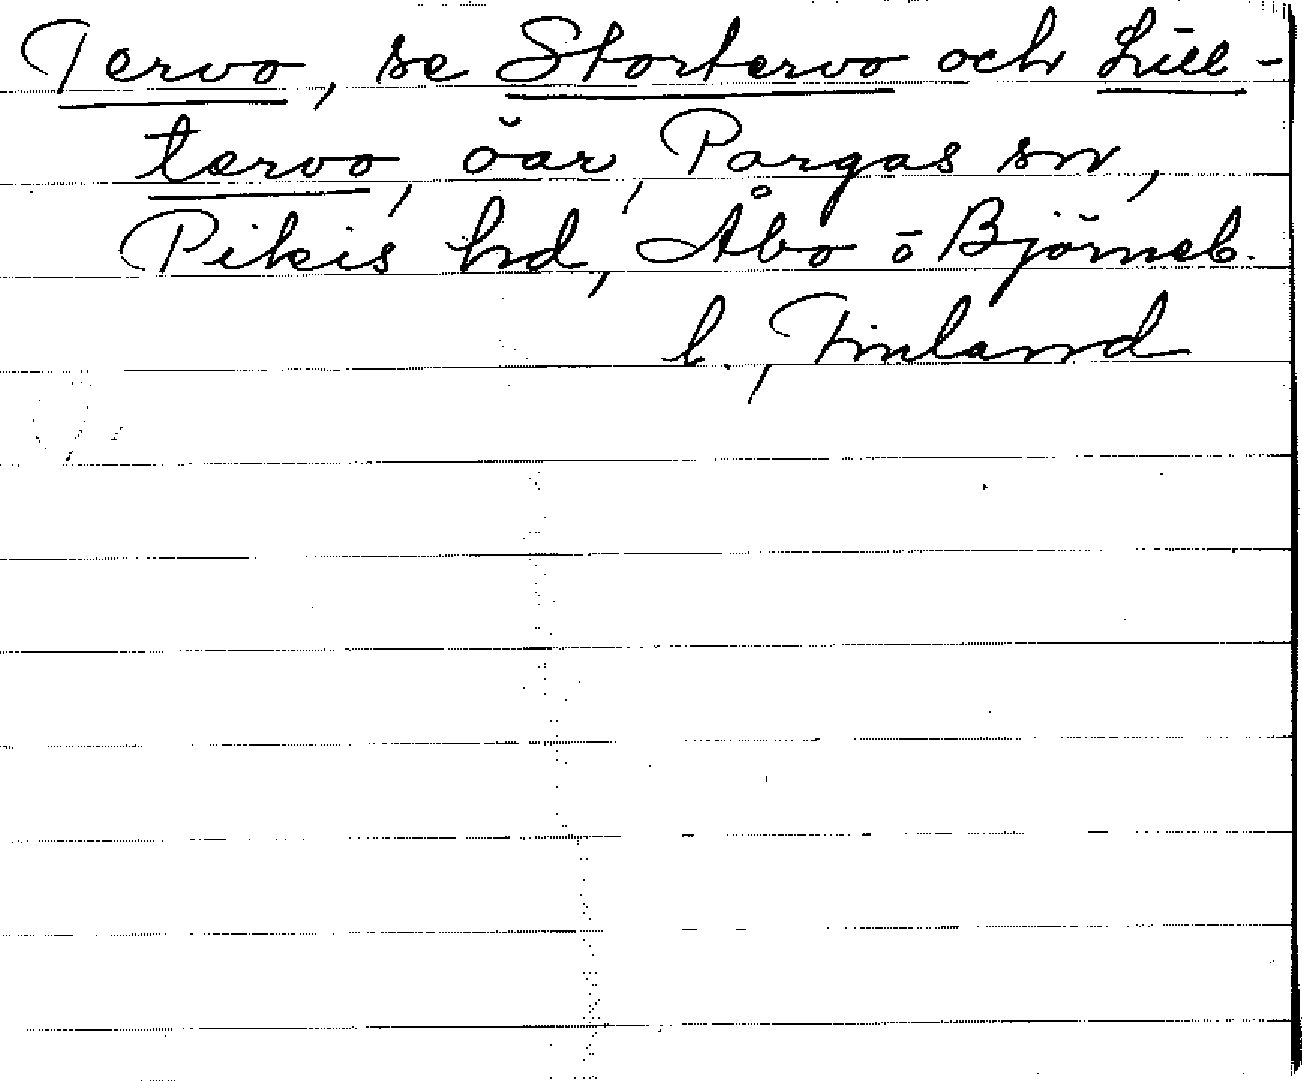 Tervo, se Stortervo och Lill-
tervo, öar, Pargas sn,
Pikis hd, Åbo o Björneb.
l., Finland